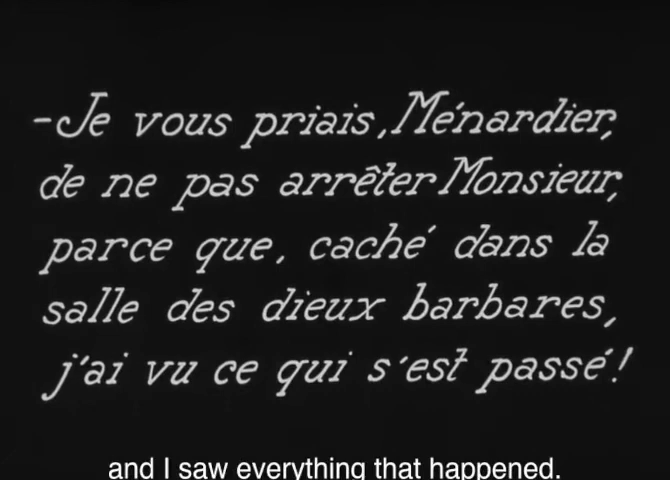 -Je vous priais, Ménardier,
de ne pas arrêter Monsieur,
parce que, caché dans la
salle des dieux barbares,
j'ai vu ce qui s'est passé!
and I saw everything that happened.